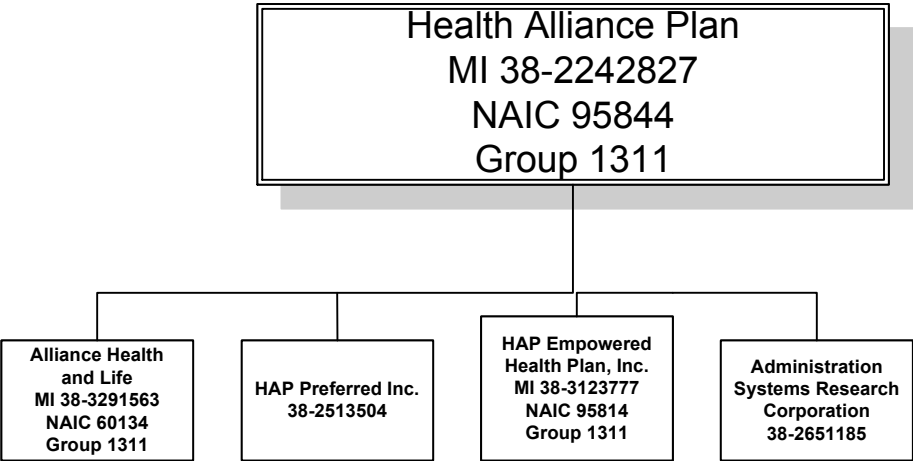 Health Alliance Plan
MI 38-2242827
NAIC 95844
Group 1311
Alliance Health
and Life
MI 38-3291563
NAIC 60134
Group 1311
HAP Preferred Inc.
38-2513504
HAP Empowered
Health Plan, Inc.
MI 38-3123777
NAIC 95814
Group 1311
Administration
Systems Research
Corporation
38-2651185